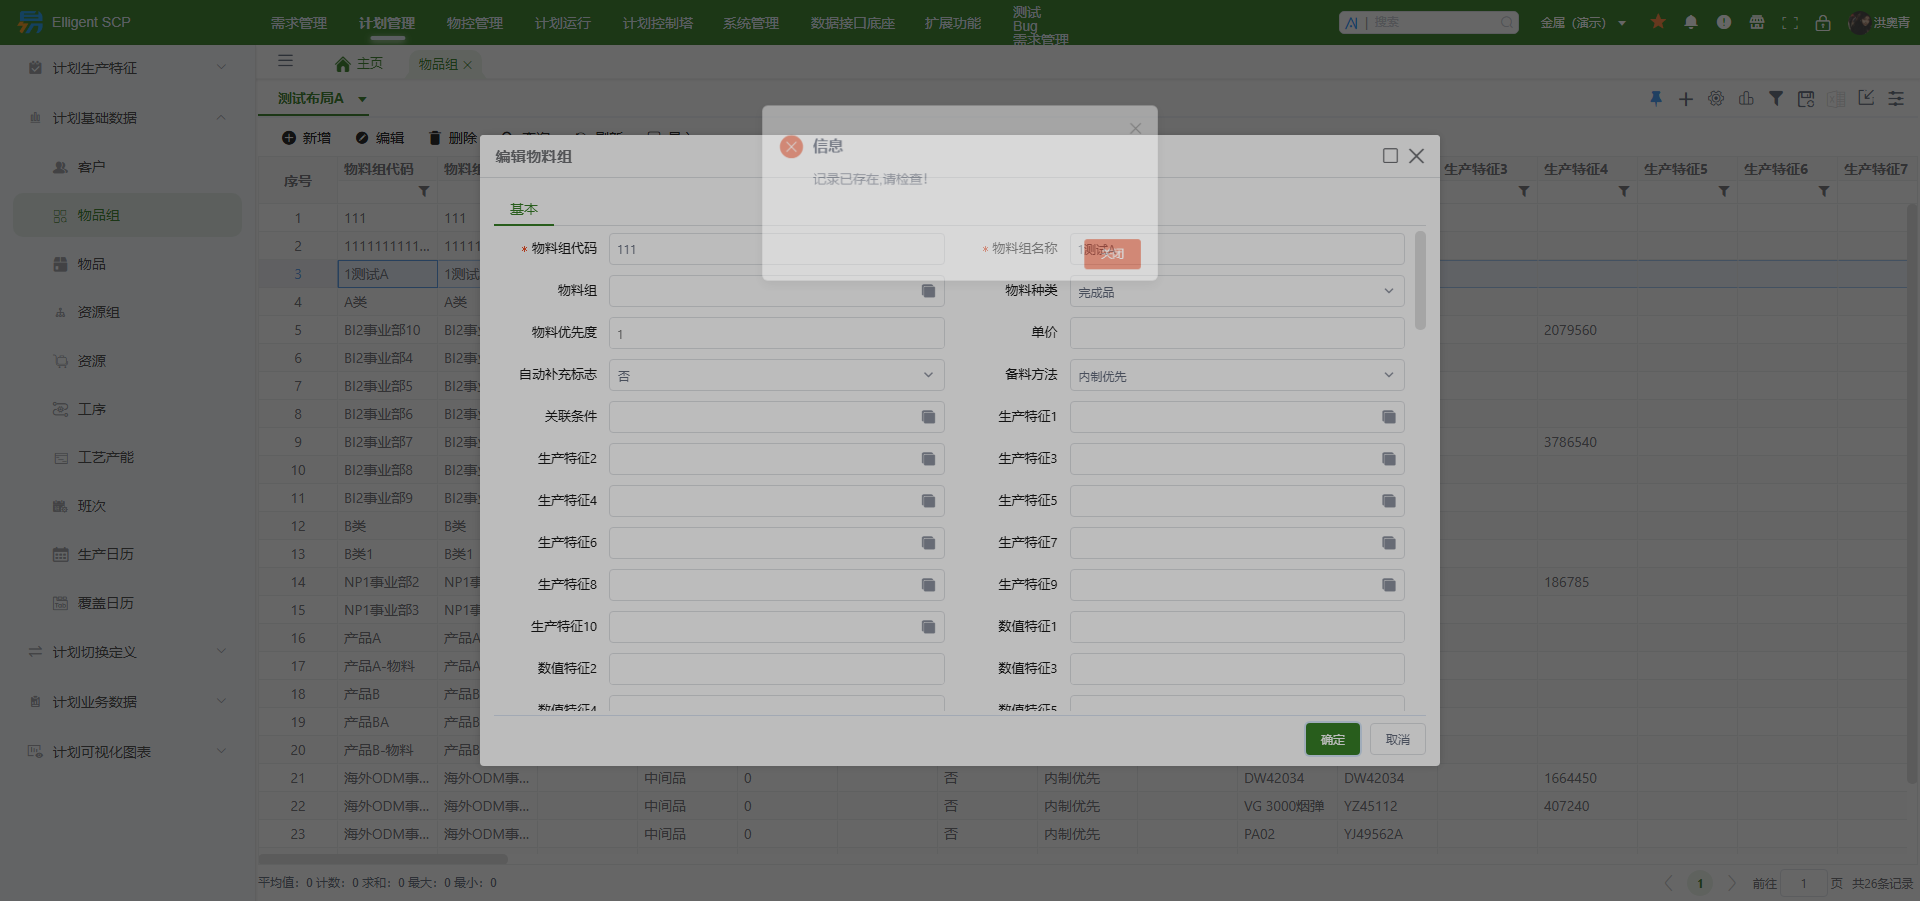 Elligent SCP
需求管理 计划管理 物控管理 计划运行 计划控制塔 系统管理 数据接口底座 扩展功能
测试
Bug
需求管理
AI | 搜索
金属（演示）
洪奥青
计划生产特征
计划基础数据
客户
物品组
物品
资源组
资源
工序
工艺产能
班次
生产日历
覆盖日历
计划切换定义
计划业务数据
计划可视化图表
主页 物品组
测试布局A
新增 编辑 删除
序号 物料组代码 生产特征3 生产特征4 生产特征5 生产特征6 生产特征7
1 111 111
2 1111111111... 11111
3 1测试A 1测试
4 A类 A类
5 BI2事业部10 BI2事 2079560
6 BI2事业部4 BI2事
7 BI2事业部5 BI2事
8 BI2事业部6 BI2事
9 BI2事业部7 BI2事 3786540
10 BI2事业部8 BI2事
11 BI2事业部9 BI2事
12 B类 B类
13 B类1 B类1
14 NP1事业部2 NP1事 186785
15 NP1事业部3 NP1事
16 产品A 产品A
17 产品A-物料 产品A
18 产品B 产品B
19 产品BA 产品B
20 产品B-物料 产品B
21 海外ODM事... 海外ODM事... 中间品 0 否 内制优先 DW42034 DW42034 1664450
22 海外ODM事... 海外ODM事... 中间品 0 否 内制优先 VG 3000烟弹 YZ45112 407240
23 海外ODM事... 海外ODM事... 中间品 0 否 内制优先 PA02 YJ49562A
平均值：0 计数：0 求和：0 最大：0 最小：0
1 前往 1 页 共26条记录
编辑物料组
基本
* 物料组代码 111 * 物料组名称 1测试A
物料组 物料种类 完成品
物料优先度 1 单价
自动补充标志 否 备料方法 内制优先
关联条件 生产特征1
生产特征2 生产特征3
生产特征4 生产特征5
生产特征6 生产特征7
生产特征8 生产特征9
生产特征10 数值特征1
数值特征2 数值特征3
数值特征4 数值特征5
确定 取消
信息
记录已存在,请检查!
关闭